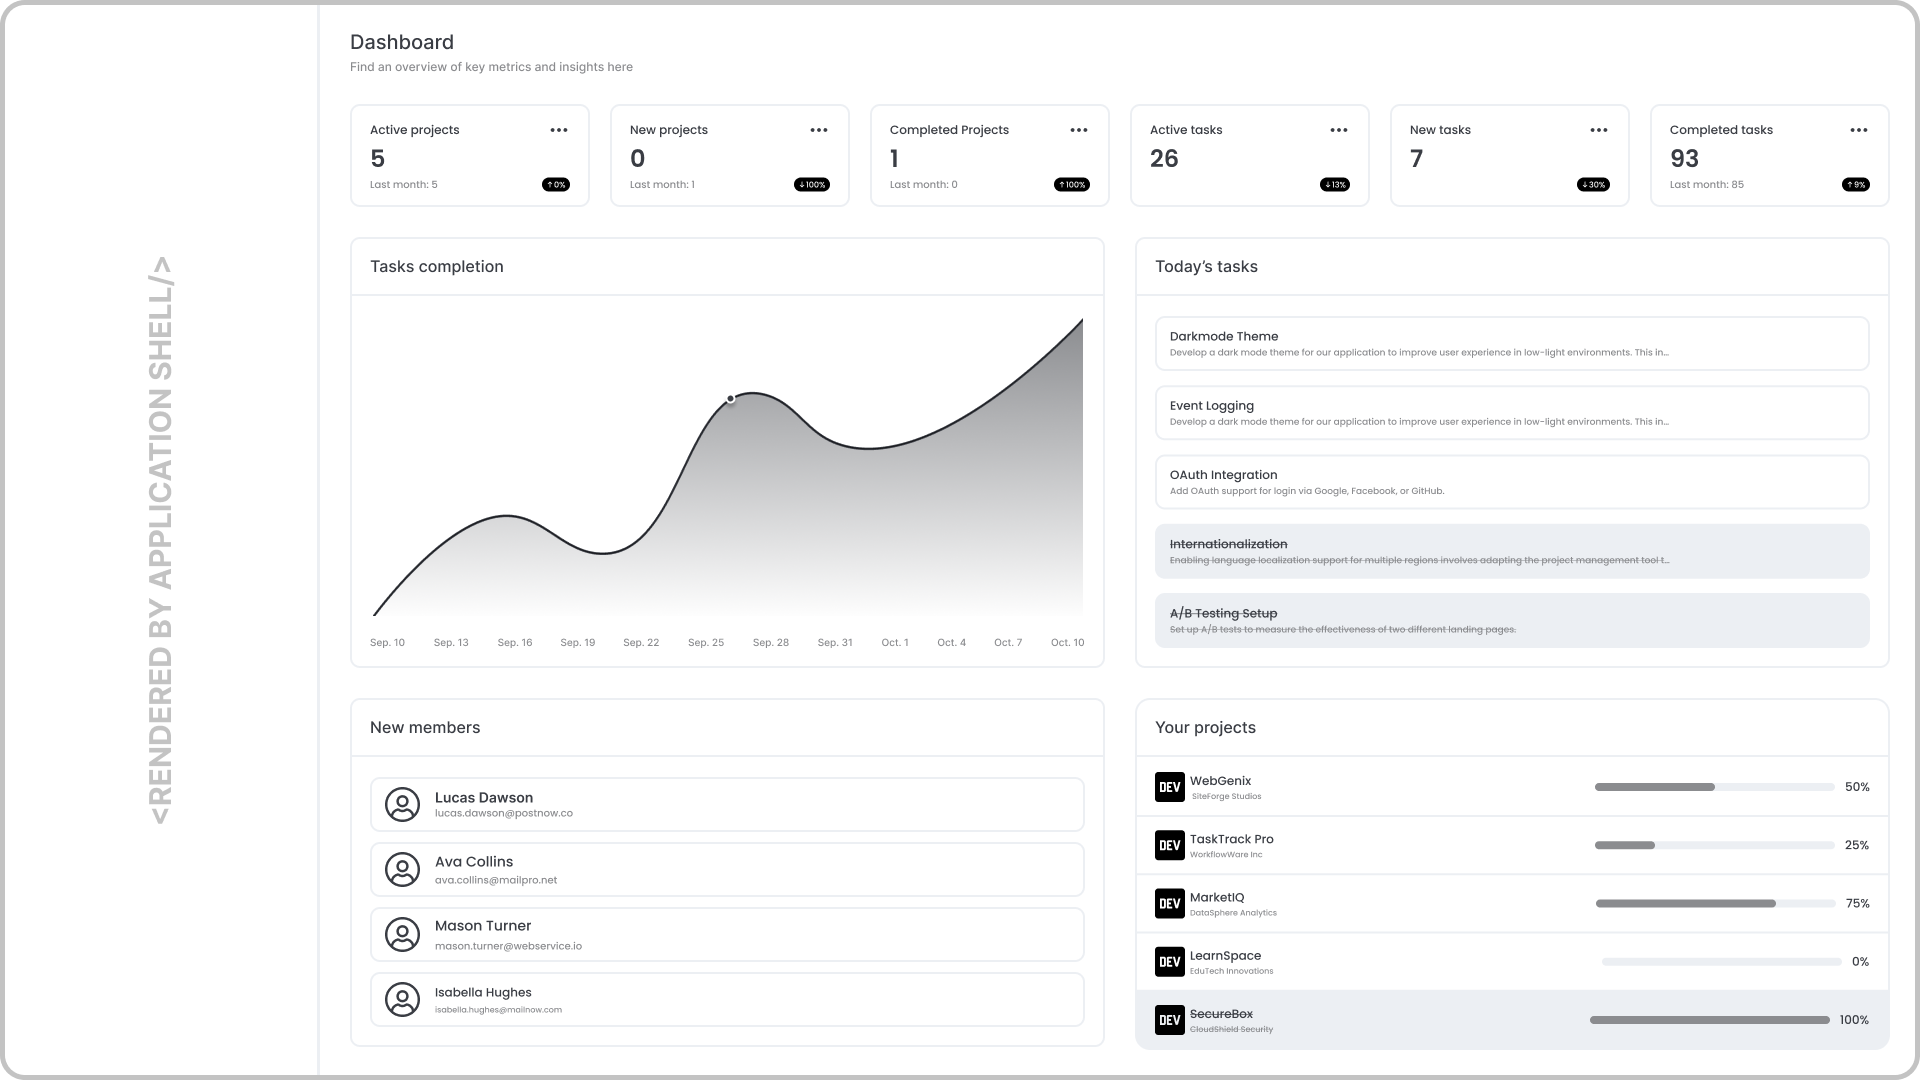 <RENDERED BY APPLICATION SHELL/>
Dashboard
Find an overview of key metrics and insights here
Active projects
5
Last month: 5
↑ 0%
New projects
0
Last month: 1
↓ 100%
Completed Projects
1
Last month: 0
↑ 100%
Active tasks
26
↓ 13%
New tasks
7
↓ 30%
Completed tasks
93
Last month: 85
↑ 9%
Tasks completion
Sep. 10 Sep. 13 Sep. 16 Sep. 19 Sep. 22 Sep. 25 Sep. 28 Sep. 31 Oct. 1 Oct. 4 Oct. 7 Oct. 10
Today’s tasks
Darkmode Theme
Develop a dark mode theme for our application to improve user experience in low-light environments. This in...
Event Logging
Develop a dark mode theme for our application to improve user experience in low-light environments. This in...
OAuth Integration
Add OAuth support for login via Google, Facebook, or GitHub.
Internationalization
Enabling language localization support for multiple regions involves adapting the project management tool t...
A/B Testing Setup
Set up A/B tests to measure the effectiveness of two different landing pages.
New members
Lucas Dawson
lucas.dawson@postnow.co
Ava Collins
ava.collins@mailpro.net
Mason Turner
mason.turner@webservice.io
Isabella Hughes
isabella.hughes@mailnow.com
Your projects
DEV
WebGenix
SiteForge Studios
50%
DEV
TaskTrack Pro
WorkflowWare Inc
25%
DEV
MarketIQ
DataSphere Analytics
75%
DEV
LearnSpace
EduTech Innovations
0%
DEV
SecureBox
CloudShield Security
100%